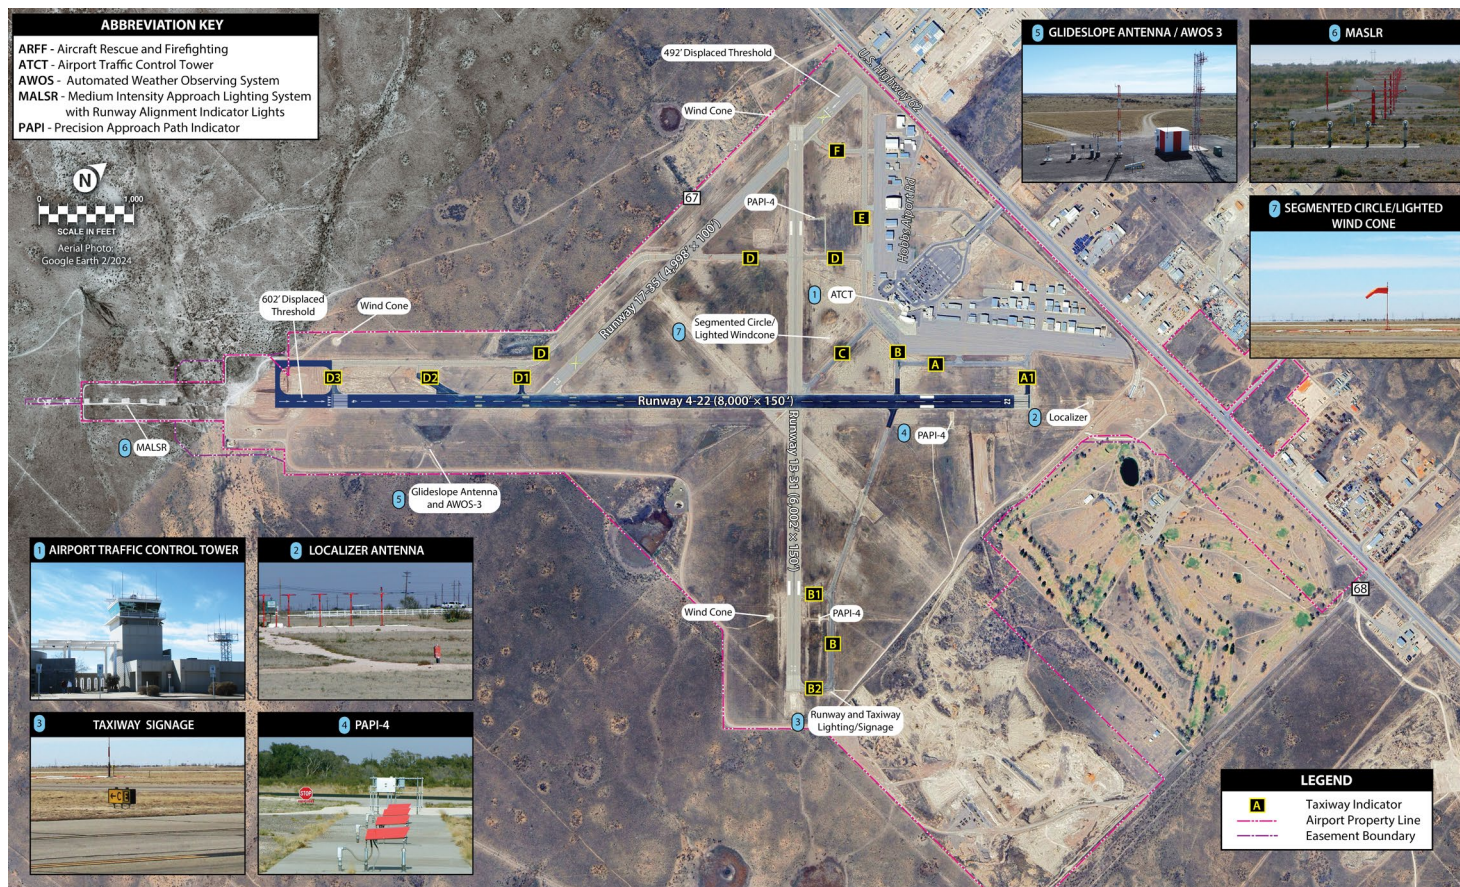 ABBREVIATION KEY
ARFF - Aircraft Rescue and Firefighting
ATCT - Airport Traffic Control Tower
AWOS - Automated Weather Observing System
MALSR - Medium Intensity Approach Lighting System
with Runway Alignment Indicator Lights
PAPI - Precision Approach Path Indicator
N
0 1,000
SCALE IN FEET
Aerial Photo:
Google Earth 2/2024
492' Displaced Threshold
U.S. Highway 62
5 GLIDESLOPE ANTENNA / AWOS 3
6 MASLR
7 SEGMENTED CIRCLE/LIGHTED
WIND CONE
Wind Cone
F
67
PAPI-4
E
Hobbs Airport Rd
D
D
Runway 17-35 (4,998' x 100')
602' Displaced
Threshold
Wind Cone
1 ATCT
7
Segmented Circle/
Lighted Windcone
D
C
B
A
D3
D2
D1
A1
Runway 4-22 (8,000' x 150')
22
2 Localizer
4 PAPI-4
6 MALSR
Runway 13-31 (6,002' x 150')
5
Glideslope Antenna
and AWOS-3
1 AIRPORT TRAFFIC CONTROL TOWER
2 LOCALIZER ANTENNA
B1
68
Wind Cone
PAPI-4
B
B2
3
Runway and Taxiway
Lighting/Signage
3 TAXIWAY SIGNAGE
C E
4 PAPI-4
STOP
LEGEND
A Taxiway Indicator
Airport Property Line
Easement Boundary